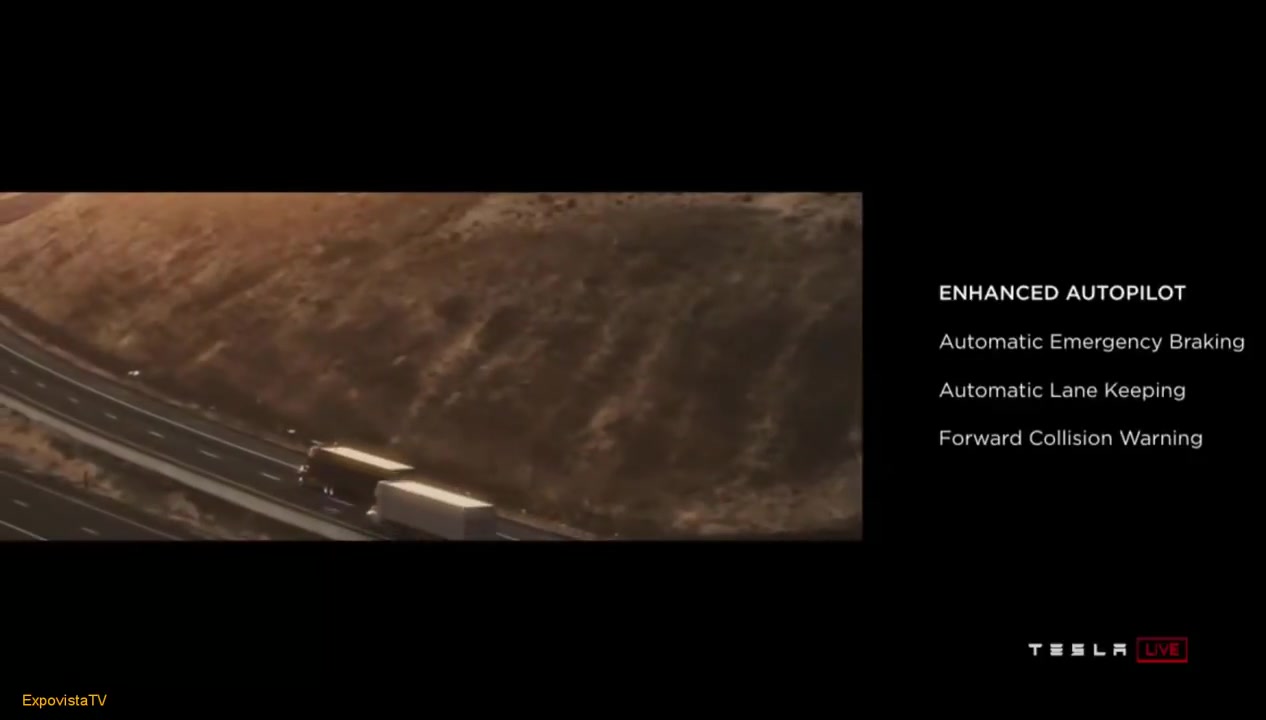 ENHANCED AUTOPILOT
Automatic Emergency Braking
Automatic Lane Keeping
Forward Collision Warning
TESLA LIVE
ExpovistaTV